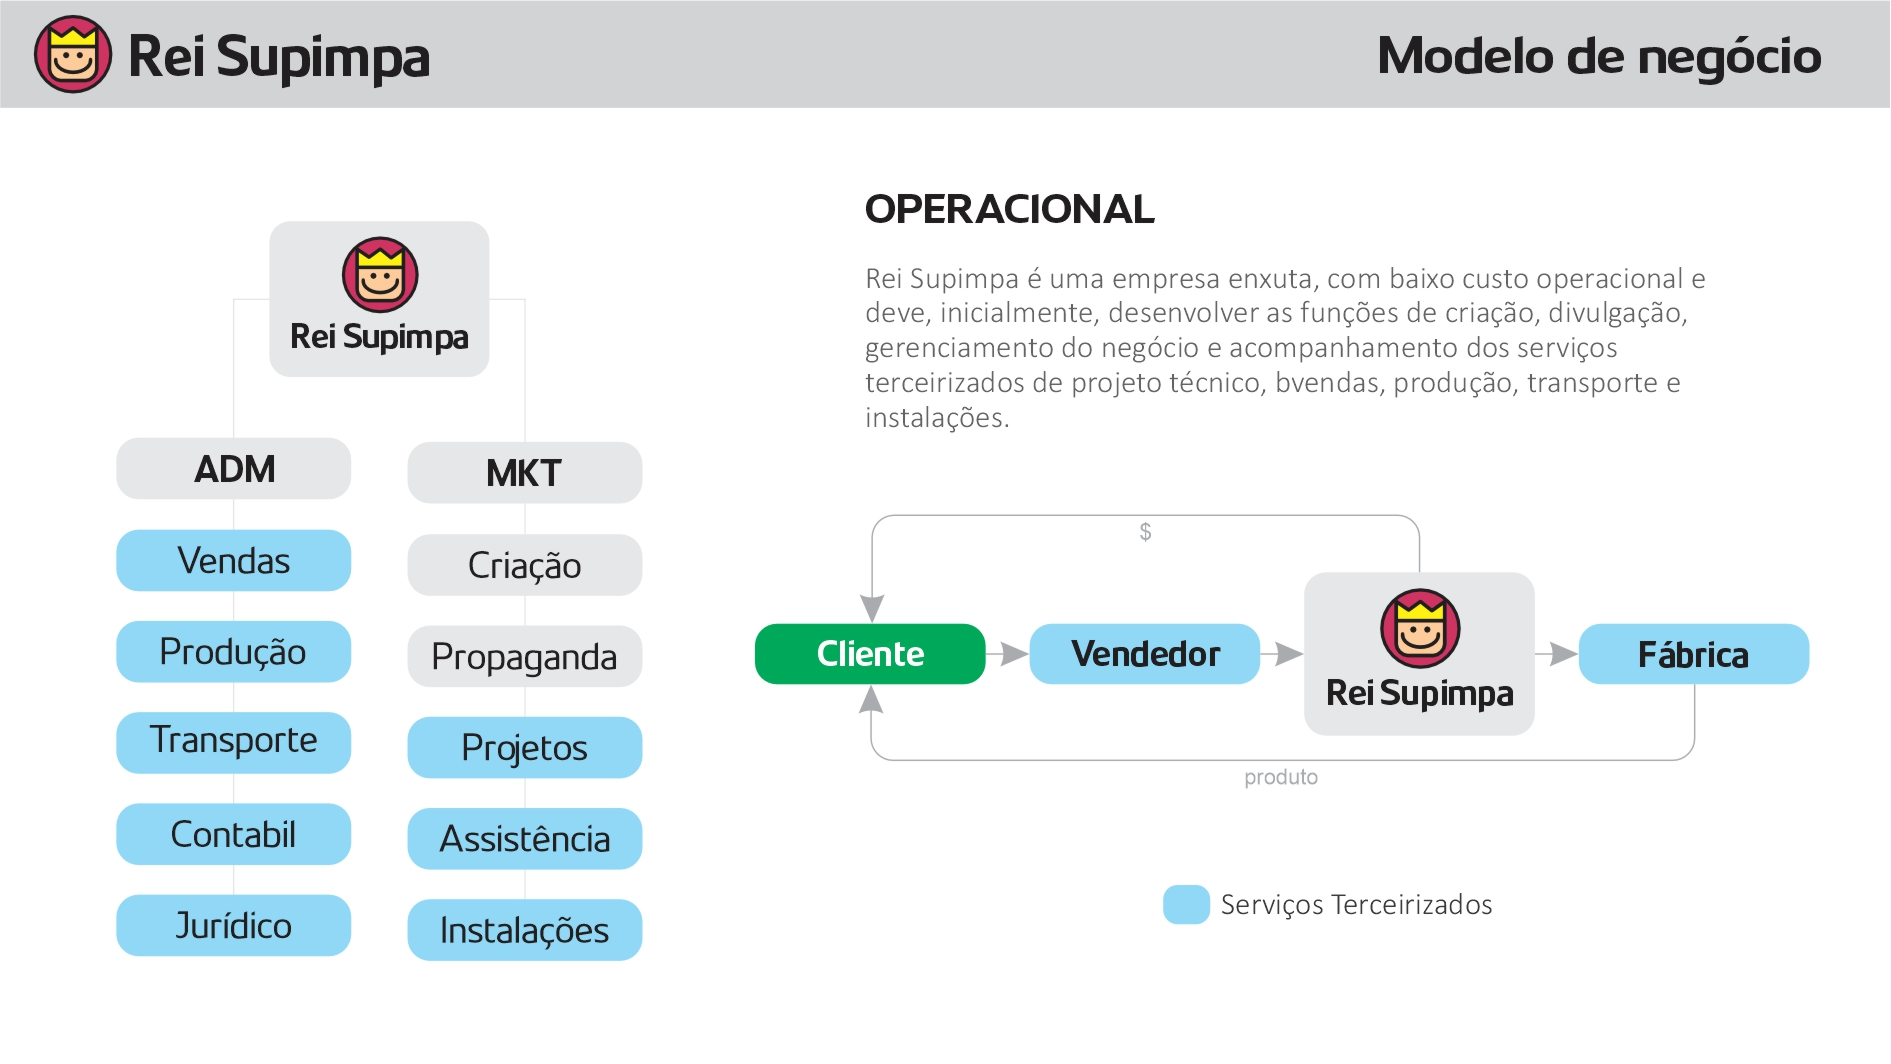 Rei Supimpa
Modelo de negócio
Rei Supimpa
ADM
Vendas
Produção
Transporte
Contabil
Jurídico
MKT
Criação
Propaganda
Projetos
Assistência
Instalações
OPERACIONAL
Rei Supimpa é uma empresa enxuta, com baixo custo operacional e
deve, inicialmente, desenvolver as funções de criação, divulgação,
gerenciamento do negócio e acompanhamento dos serviços
terceirizados de projeto técnico, bvendas, produção, transporte e
instalações.
$
Cliente
Vendedor
Rei Supimpa
Fábrica
produto
Serviços Terceirizados